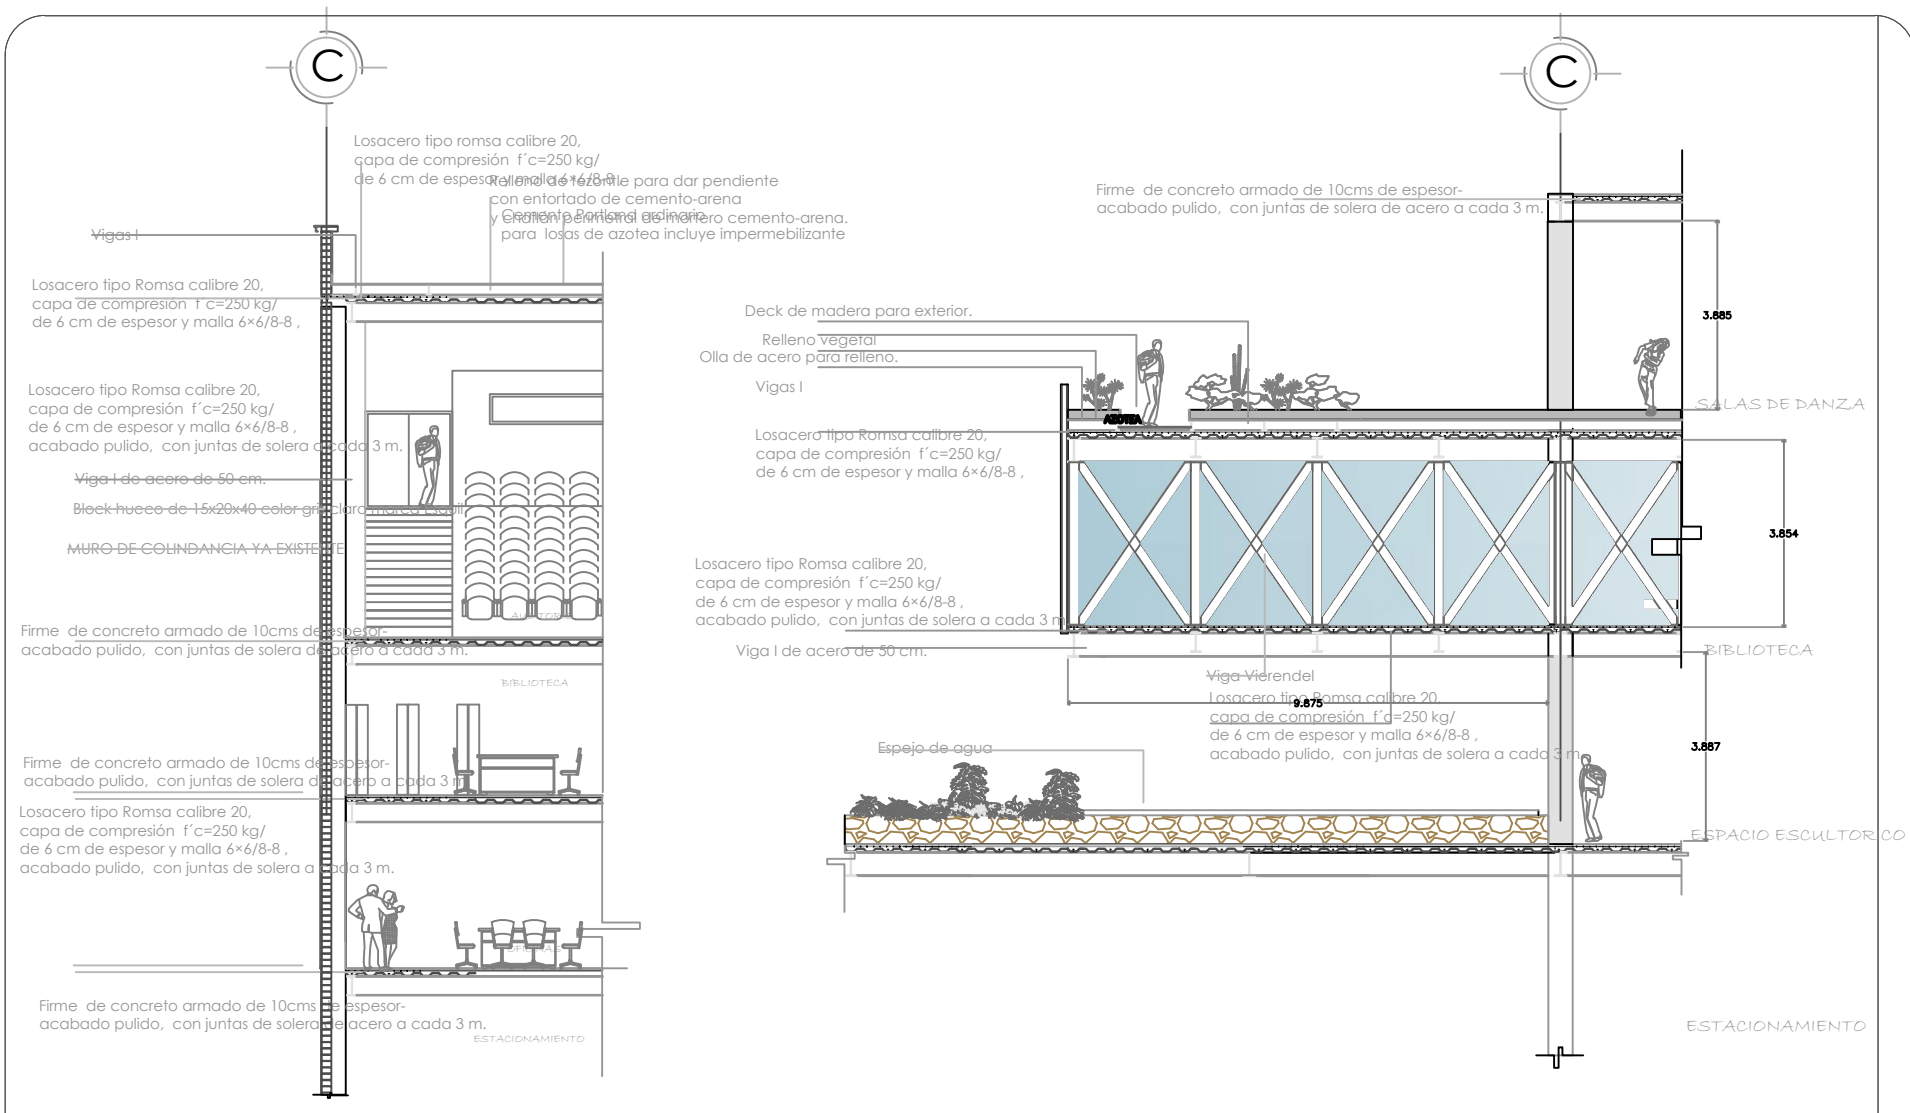 C
C
Losacero tipo romsa calibre 20,
capa de compresión f´c=250 kg/
de 6 cm de espesor y malla 6×6/8-8
Relleno de tezontle para dar pendiente
con entortado de cemento-arena
y chaflán perimetral de mortero cemento-arena.
Cemento Portland ordinario
para losas de azotea incluye impermebilizante
Vigas I
Losacero tipo Romsa calibre 20,
capa de compresión f´c=250 kg/
de 6 cm de espesor y malla 6×6/8-8 ,
Losacero tipo Romsa calibre 20,
capa de compresión f´c=250 kg/
de 6 cm de espesor y malla 6×6/8-8 ,
acabado pulido, con juntas de solera a cada 3 m.
Viga I de acero de 50 cm.
Block hueco de 15x20x40 color gris claro marca Esquil
MURO DE COLINDANCIA YA EXISTENTE
AUDITORIO
Firme de concreto armado de 10cms de espesor-
acabado pulido, con juntas de solera de acero a cada 3 m.
BIBLIOTECA
Firme de concreto armado de 10cms de espesor-
acabado pulido, con juntas de solera de acero a cada 3 m
Losacero tipo Romsa calibre 20,
capa de compresión f´c=250 kg/
de 6 cm de espesor y malla 6×6/8-8 ,
acabado pulido, con juntas de solera a cada 3 m.
OFICINAS
Firme de concreto armado de 10cms de espesor-
acabado pulido, con juntas de solera de acero a cada 3 m.
ESTACIONAMIENTO
Firme de concreto armado de 10cms de espesor-
acabado pulido, con juntas de solera de acero a cada 3 m.
3.885
Deck de madera para exterior.
Relleno vegetal
Olla de acero para relleno.
Vigas I
AZOTEA
SALAS DE DANZA
Losacero tipo Romsa calibre 20,
capa de compresión f´c=250 kg/
de 6 cm de espesor y malla 6×6/8-8 ,
3.854
Losacero tipo Romsa calibre 20,
capa de compresión f´c=250 kg/
de 6 cm de espesor y malla 6×6/8-8 ,
acabado pulido, con juntas de solera a cada 3 m
Viga I de acero de 50 cm.
BIBLIOTECA
Viga Vierendel
9.875
Losacero tipo Romsa calibre 20,
capa de compresión f´c=250 kg/
de 6 cm de espesor y malla 6×6/8-8 ,
acabado pulido, con juntas de solera a cada 3 m
3.887
Espejo de agua
ESPACIO ESCULTORICO
ESTACIONAMIENTO